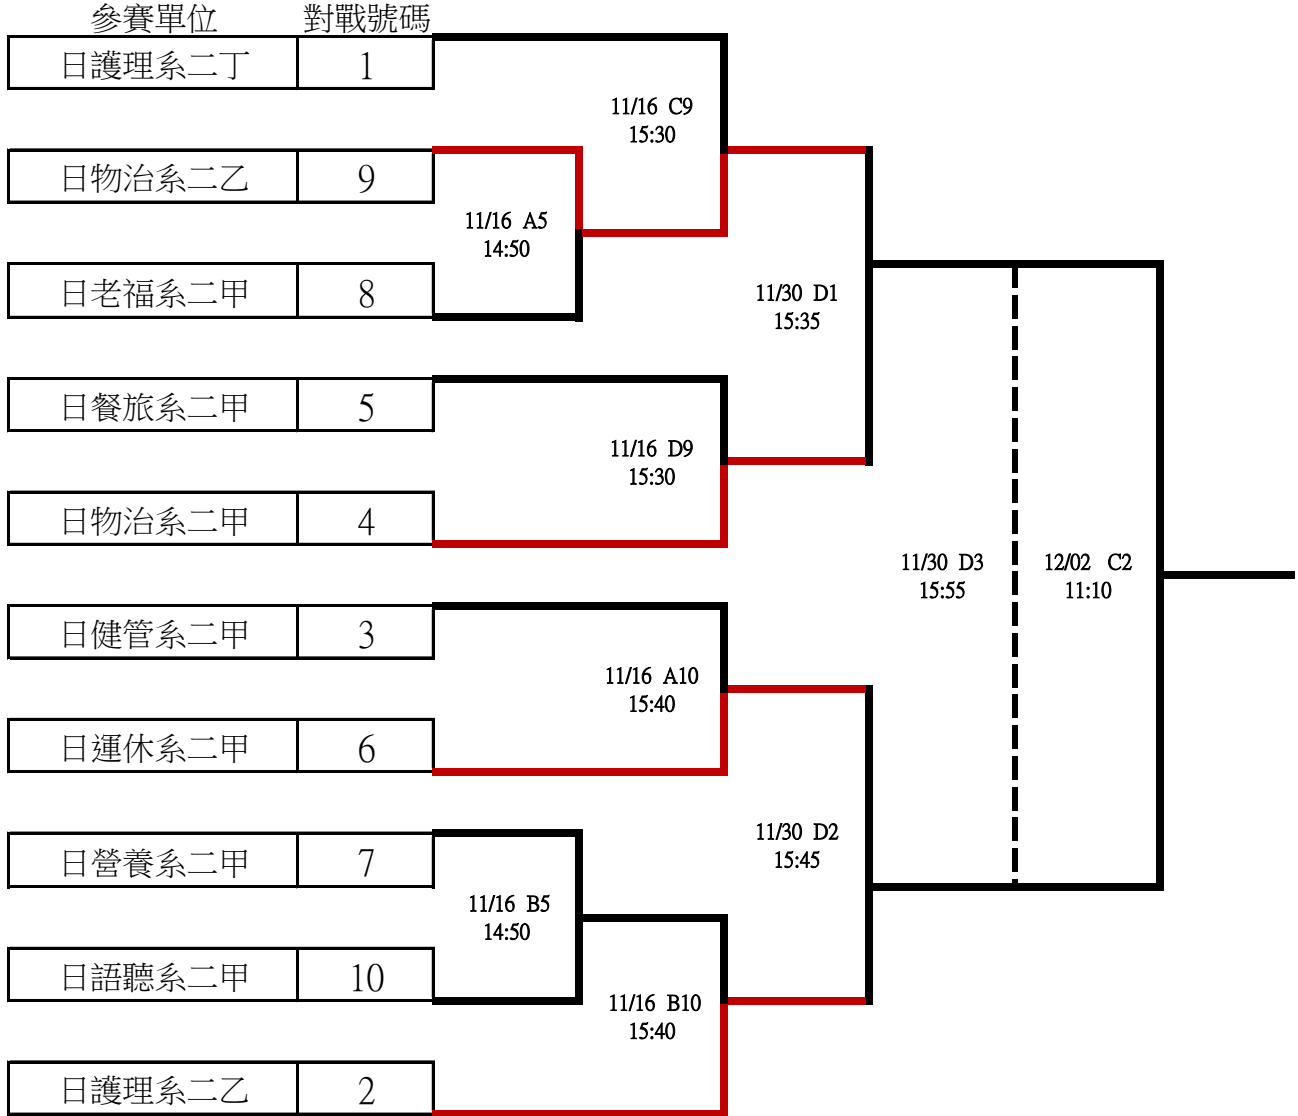 參賽單位 對戰號碼
日護理系二丁 1
11/16 C9
15:30
日物治系二乙 9
11/16 A5
14:50
日老福系二甲 8
11/30 D1
15:35
日餐旅系二甲 5
11/16 D9
15:30
日物治系二甲 4
11/30 D3
15:55
12/02 C2
11:10
日健管系二甲 3
11/16 A10
15:40
日運休系二甲 6
11/30 D2
15:45
日營養系二甲 7
11/16 B5
14:50
日語聽系二甲 10
11/16 B10
15:40
日護理系二乙 2